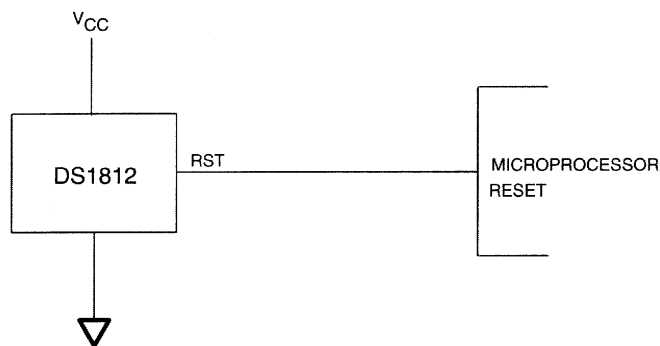 VCC
DS1812
RST
MICROPROCESSOR
RESET